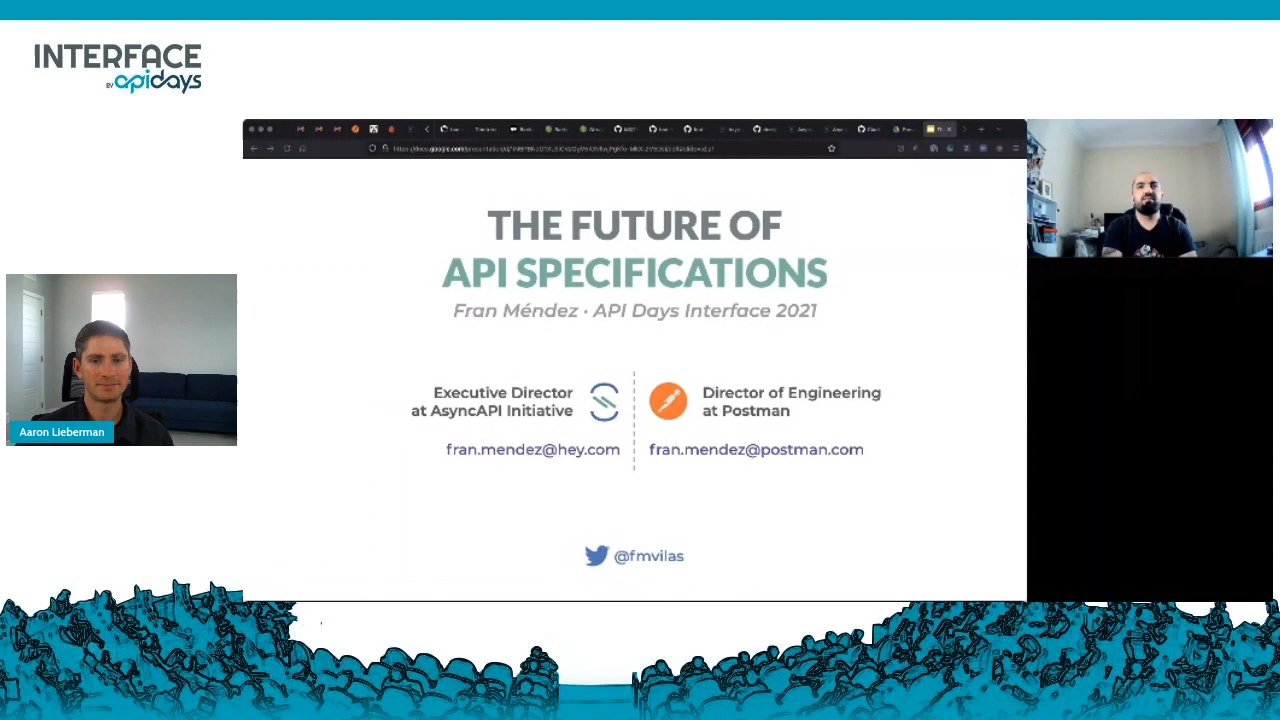 INTERFACE
BY apidays
THE FUTURE OF
API SPECIFICATIONS
Fran Méndez · API Days Interface 2021
Executive Director
at AsyncAPI Initiative
fran.mendez@hey.com
Director of Engineering
at Postman
fran.mendez@postman.com
@fmvilas
Aaron Lieberman